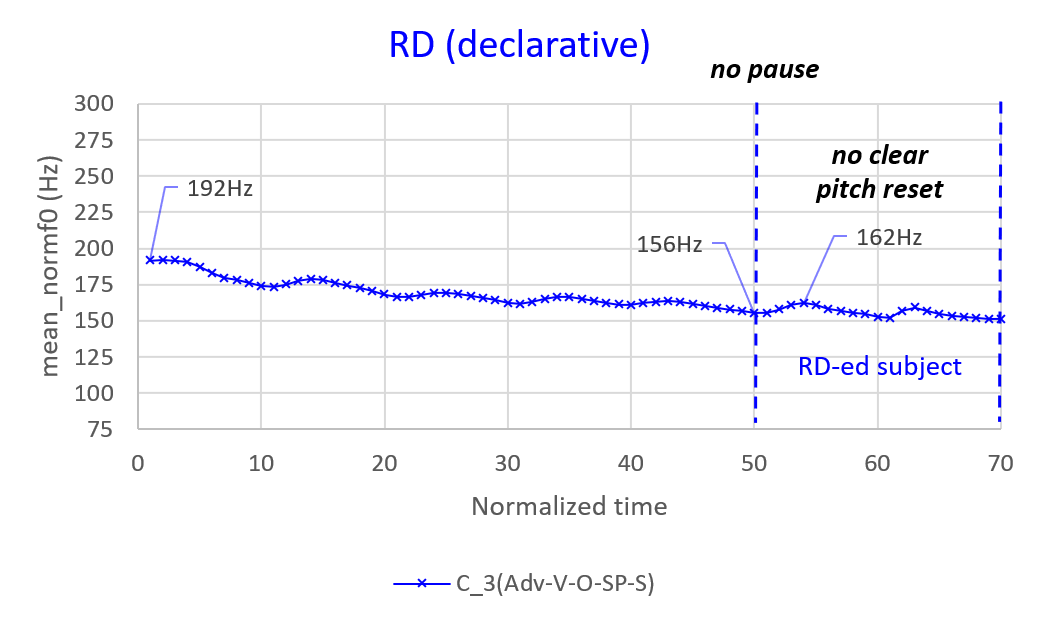 RD (declarative)
no pause
300
275
250
225
200
175
150
125
100
75
mean_normf0 (Hz)
192Hz
156Hz
no clear
pitch reset
162Hz
RD-ed subject
0 10 20 30 40 50 60 70
Normalized time
C_3(Adv-V-O-SP-S)